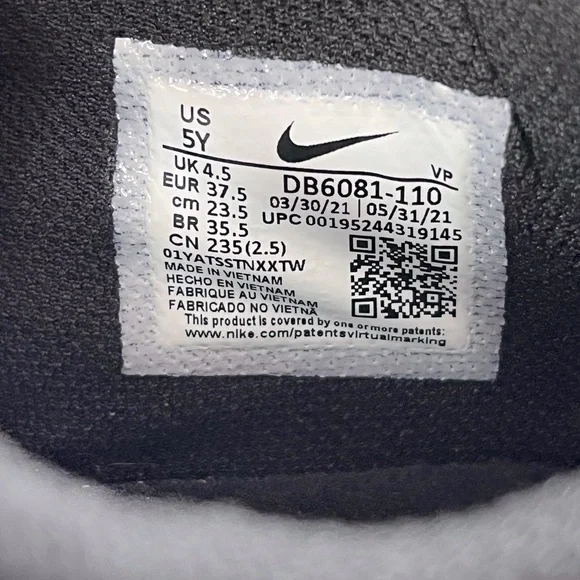 US
5Y
UK 4.5
EUR 37.5
cm 23.5
BR 35.5
CN 235(2.5)
VP
DB6081-110
03/30/21 | 05/31/21
UPC 00195244319145
01YATSSTNXXTW
MADE IN VIETNAM
HECHO EN VIETNAM
FABRIQUE AU VIETNAM
FABRICADO NO VIETNÃ
This product is covered by one or more patents:
www.nike.com/patentsvirtualmarking